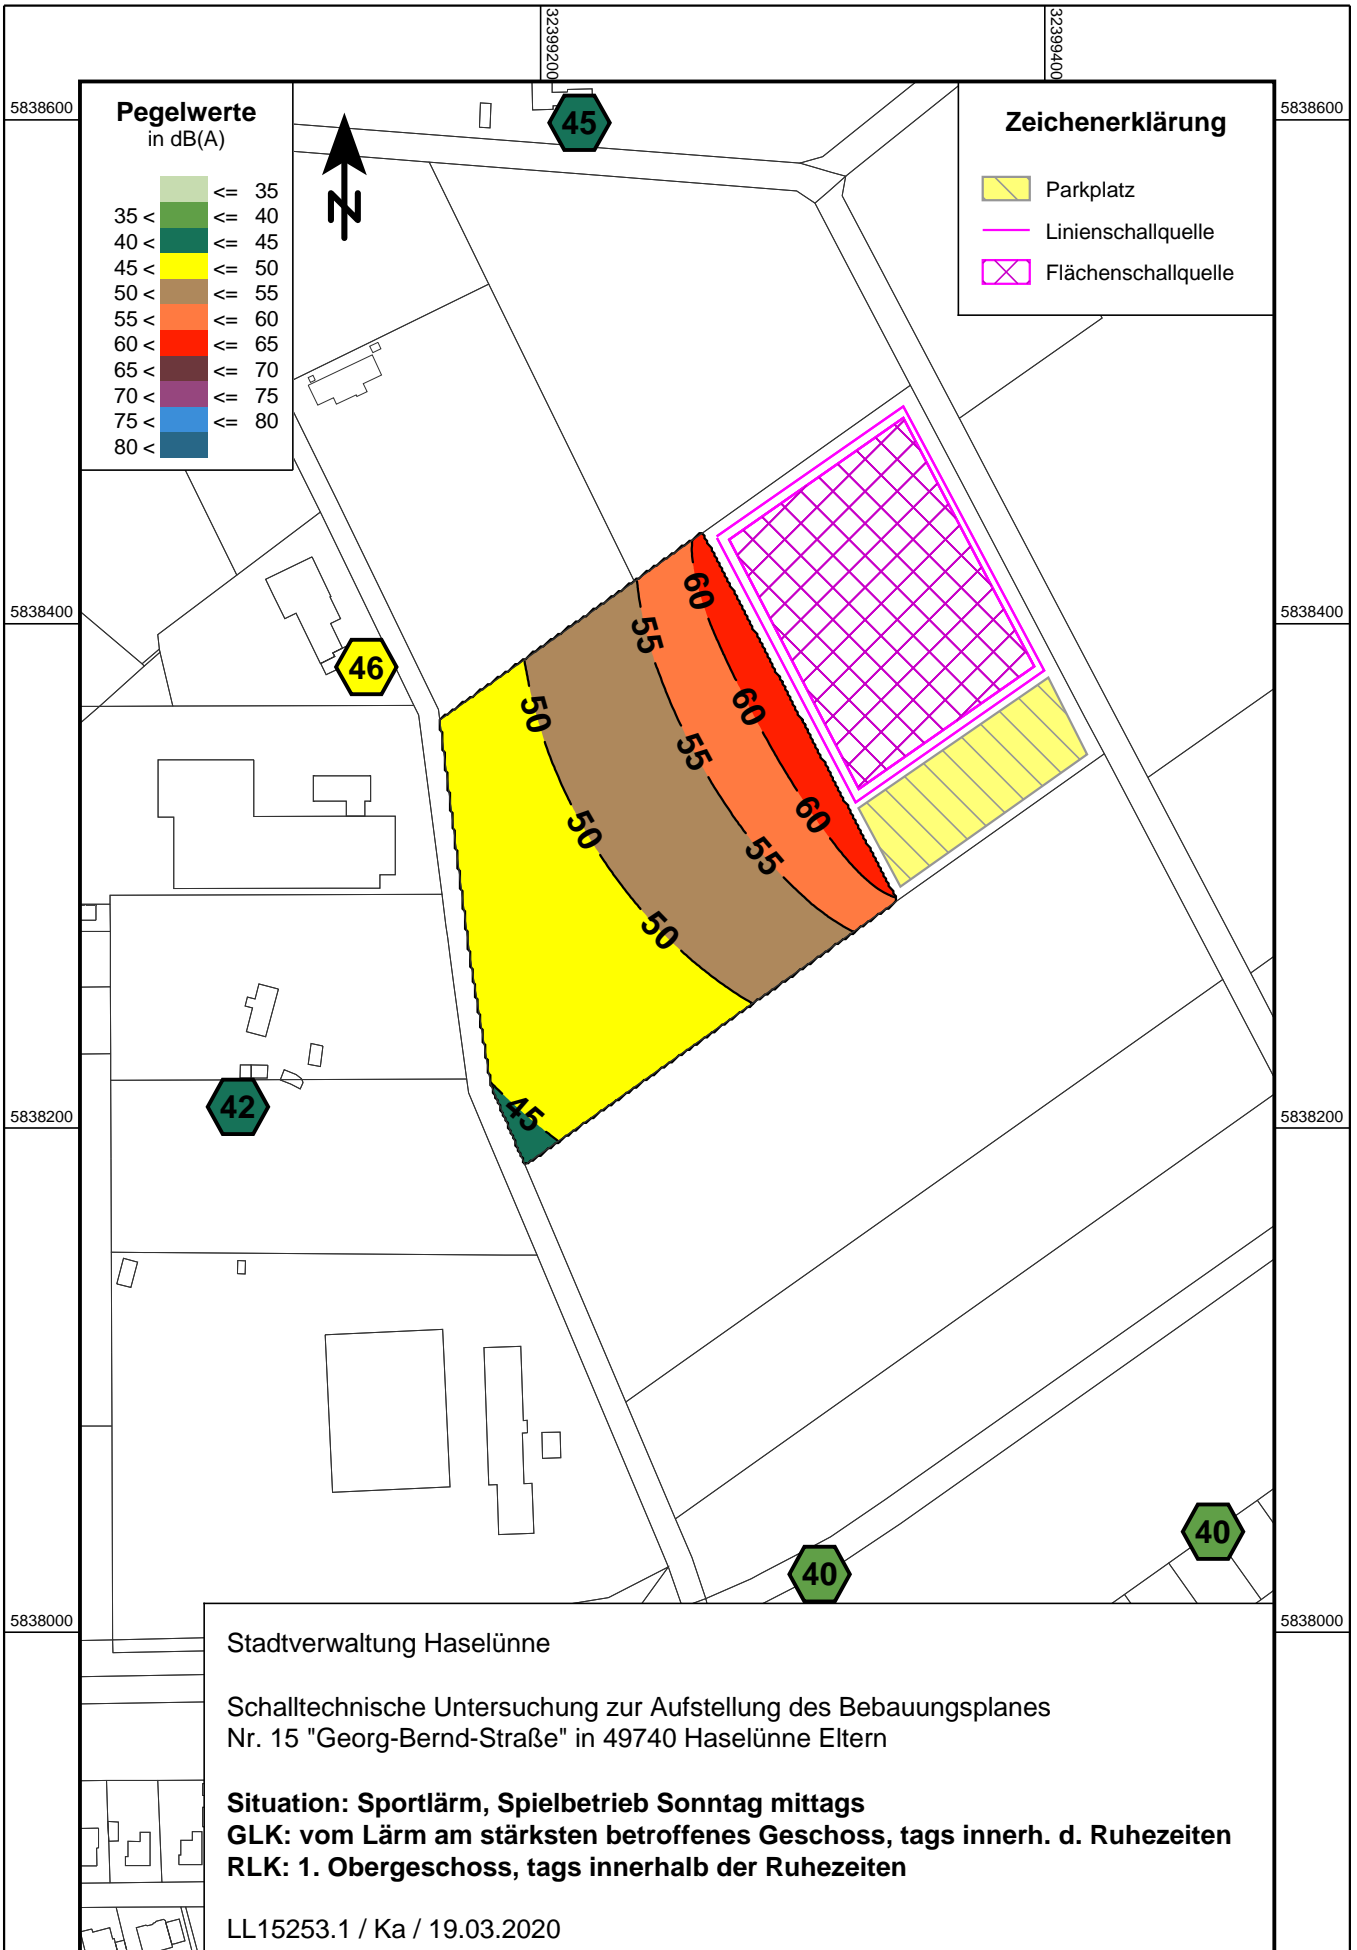 32399200
32399400
5838600
5838600
Pegelwerte
in dB(A)
<= 35
35 < <= 40
40 < <= 45
45 < <= 50
50 < <= 55
55 < <= 60
60 < <= 65
65 < <= 70
70 < <= 75
75 < <= 80
80 <
N
45
Zeichenerklärung
Parkplatz
Linienschallquelle
Flächenschallquelle
5838400
5838400
46
60
55
50
60
55
50
60
55
50
45
42
5838200
5838200
40
40
5838000
5838000
Stadtverwaltung Haselünne
Schalltechnische Untersuchung zur Aufstellung des Bebauungsplanes
Nr. 15 "Georg-Bernd-Straße" in 49740 Haselünne Eltern
Situation: Sportlärm, Spielbetrieb Sonntag mittags
GLK: vom Lärm am stärksten betroffenes Geschoss, tags innerh. d. Ruhezeiten
RLK: 1. Obergeschoss, tags innerhalb der Ruhezeiten
LL15253.1 / Ka / 19.03.2020